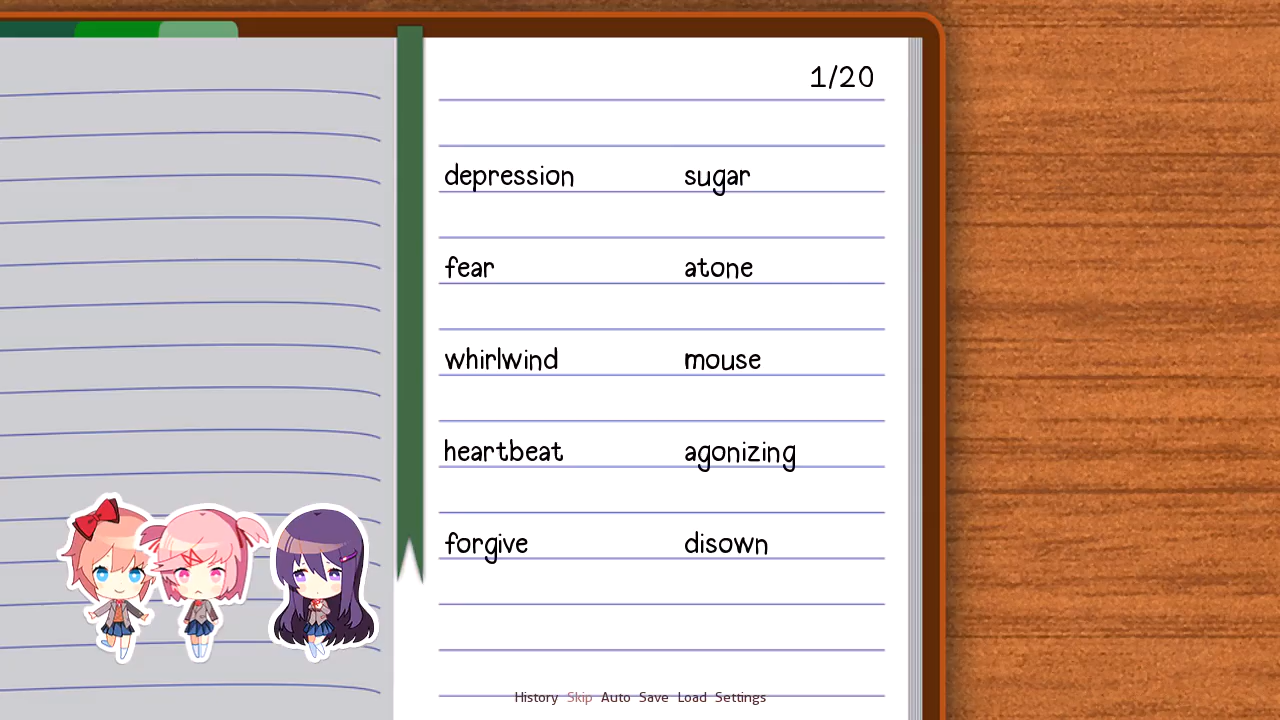 1/20
depression sugar
fear atone
whirlwind mouse
heartbeat agonizing
forgive disown
History Skip Auto Save Load Settings